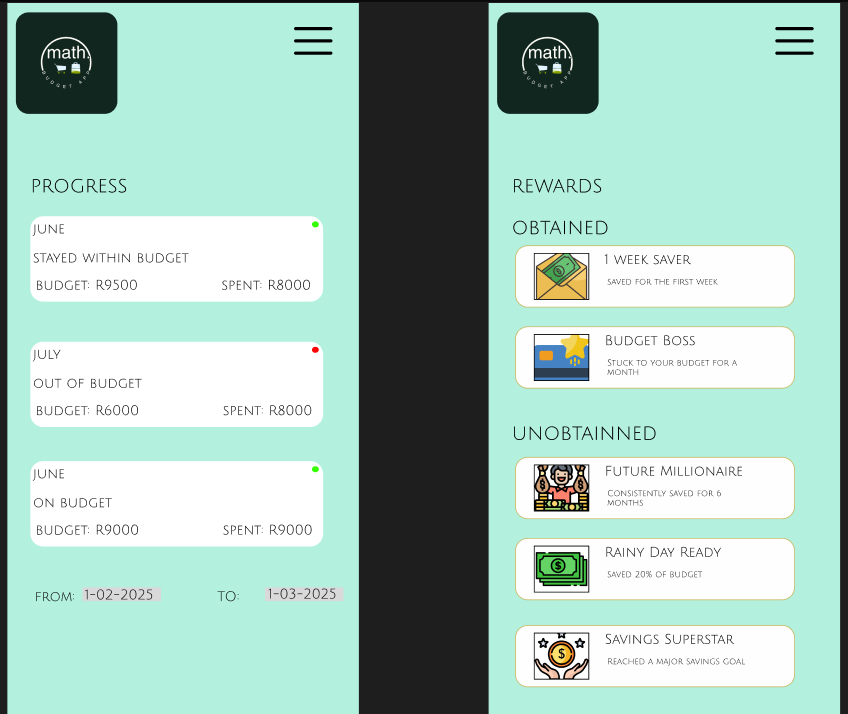 math.
BUDGET APP
PROGRESS
JUNE
STAYED WITHIN BUDGET
BUDGET: R9500 SPENT: R8000
JULY
OUT OF BUDGET
BUDGET: R6000 SPENT: R8000
JUNE
ON BUDGET
BUDGET: R9000 SPENT: R9000
FROM: 1-02-2025 TO: 1-03-2025
math.
BUDGET APP
REWARDS
OBTAINED
1 WEEK SAVER
SAVED FOR THE FIRST WEEK
BUDGET BOSS
STUCK TO YOUR BUDGET FOR A
MONTH
UNOBTAINNED
FUTURE MILLIONAIRE
CONSISTENTLY SAVED FOR 6
MONTHS
RAINY DAY READY
SAVED 20% OF BUDGET
SAVINGS SUPERSTAR
REACHED A MAJOR SAVINGS GOAL